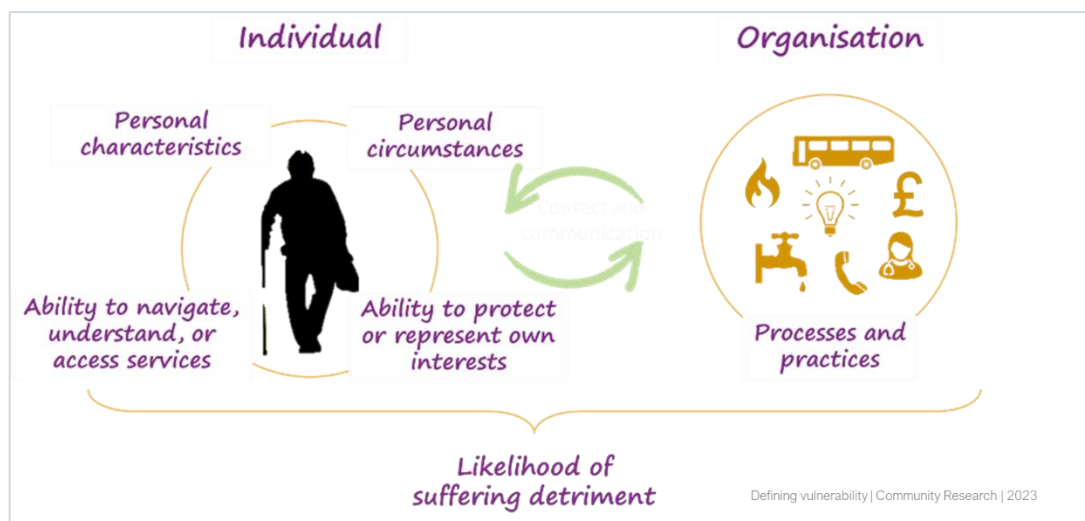 Individual
Organisation
Personal
characteristics
Personal
circumstances
Contact and
communication
£
Ability to navigate,
understand, or
access services
Ability to protect
or represent own
interests
Processes and
practices
Likelihood of
suffering detriment
Defining vulnerability | Community Research | 2023